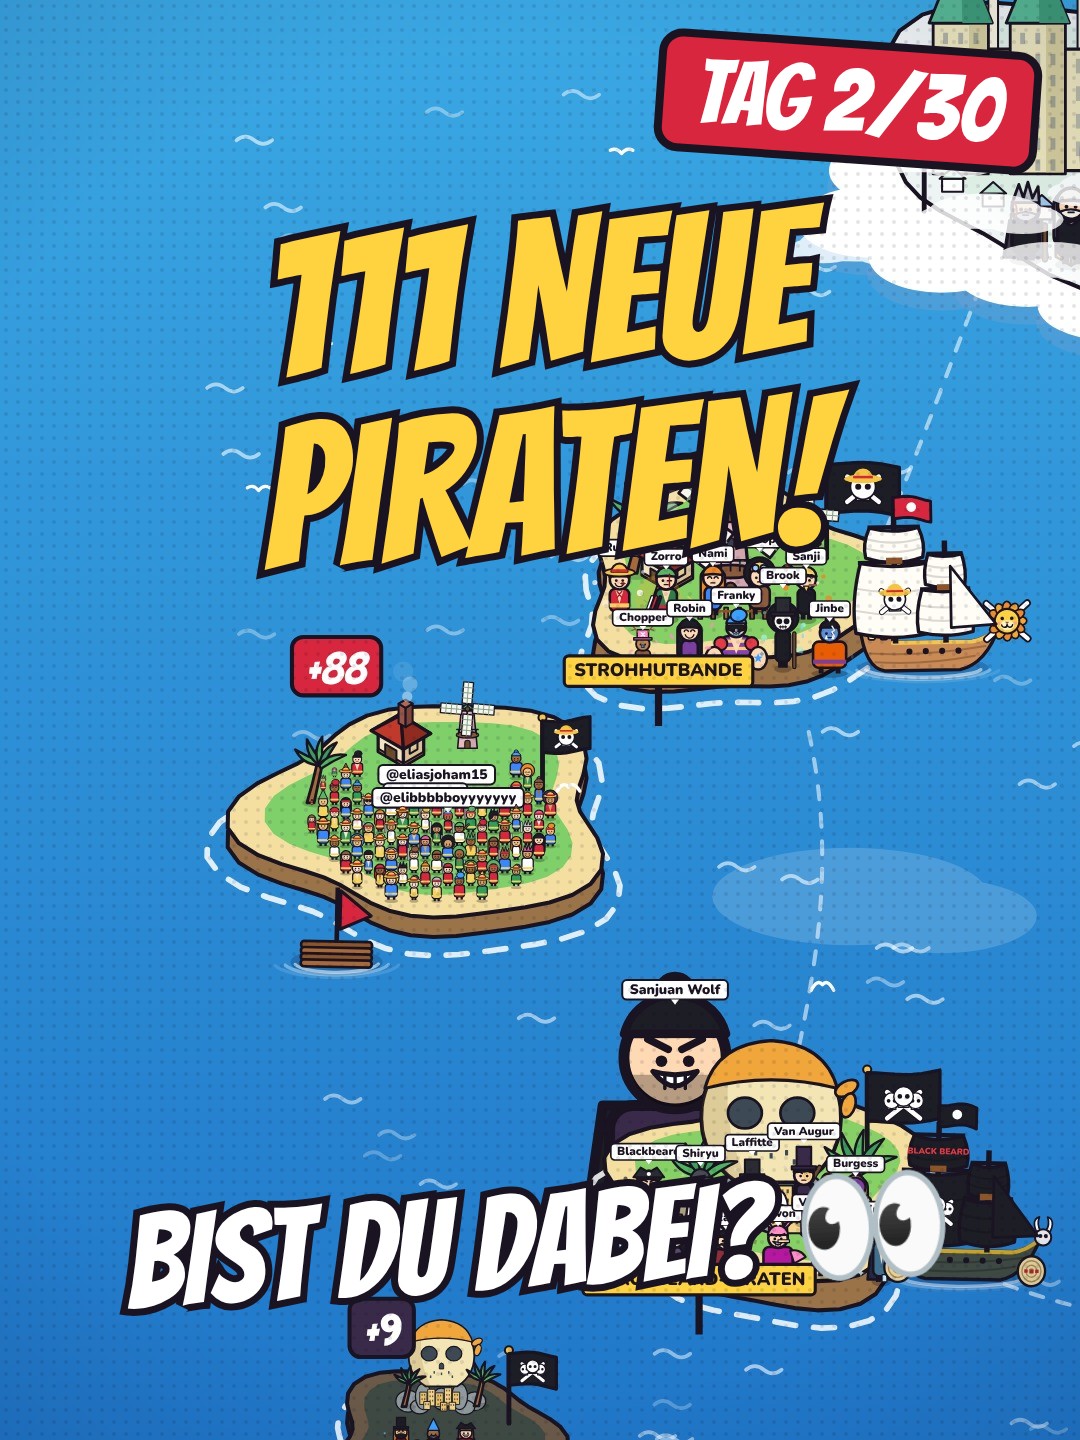 TAG 2/30
111 NEUE
PIRATEN!
Zorro
Nami
Sanji
Brook
Franky
Robin
Chopper
Jinbe
STROHHUTBANDE
+88
@eliasjoham15
@elibbbbboyyyyyyy
Sanjuan Wolf
Van Augur
Laffitte
Blackbeard
Shiryu
Burgess
BLACK BEARD
BIST DU DABEI?
+9